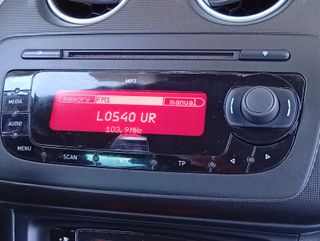 MP3
memory FM1 manual
LOS40 UR
103.9MHz
MEDIA
AUDIO
MENU
SCAN
TP